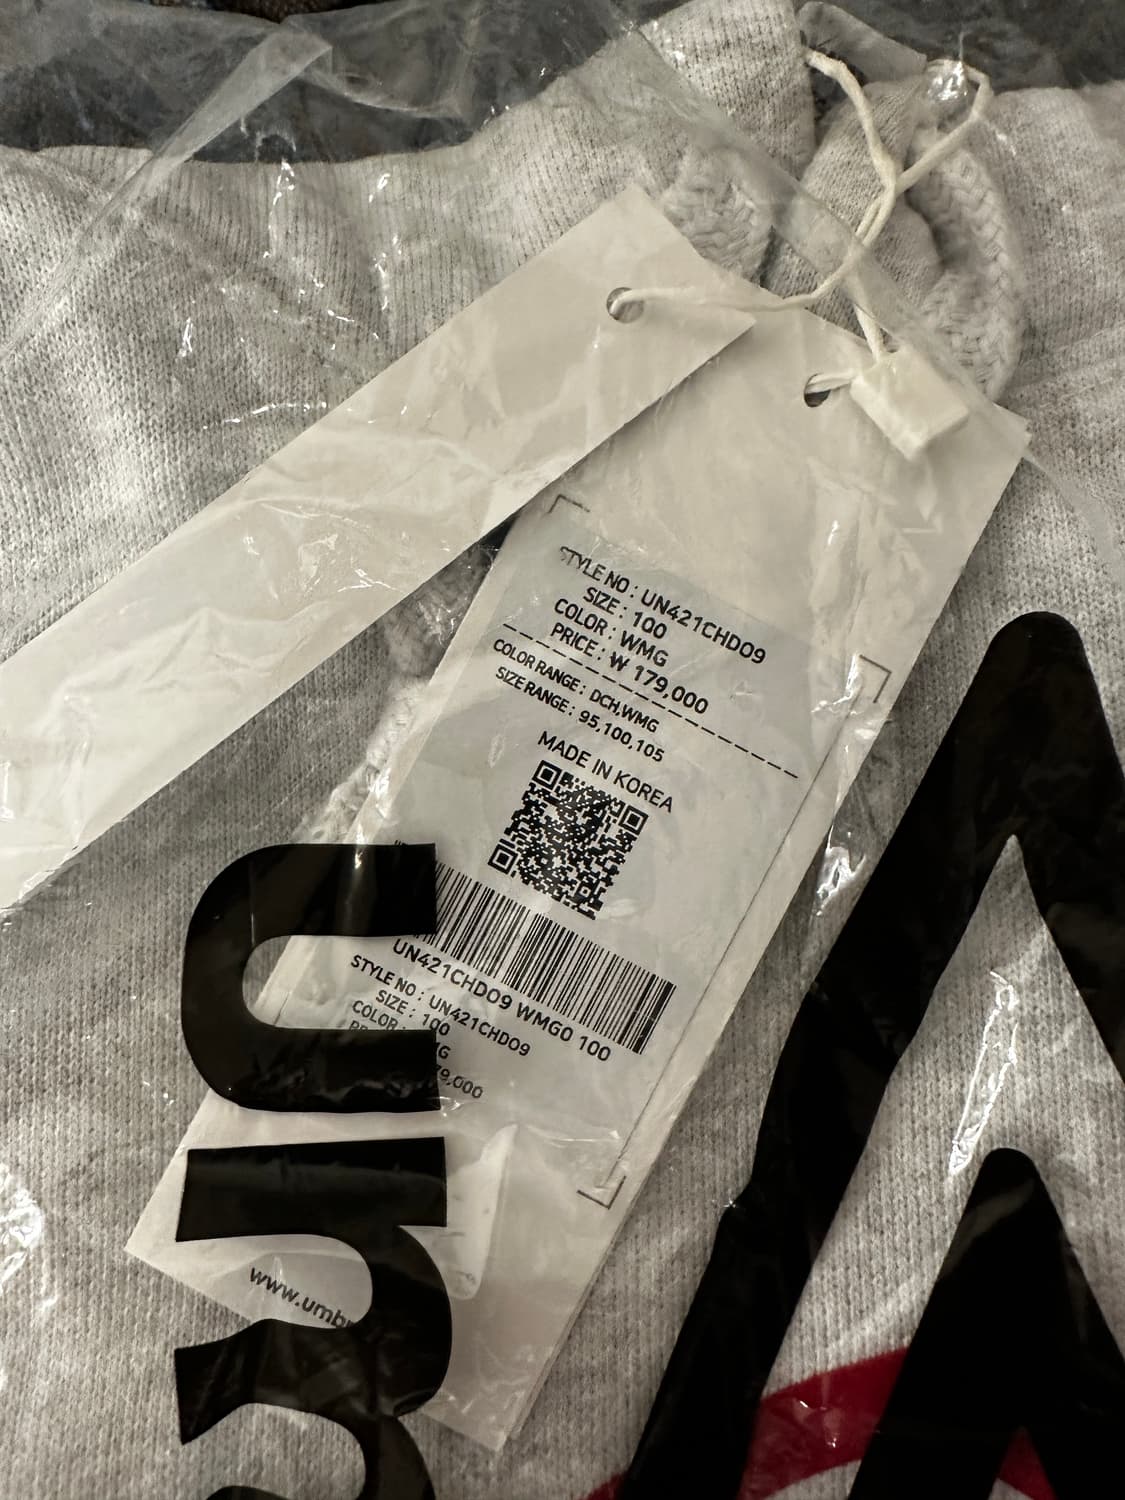 STYLE NO : UN421CHD09
SIZE : 100
COLOR : WMG
PRICE : ₩ 179,000
COLOR RANGE : DCH,WMG
SIZE RANGE : 95,100,105
MADE IN KOREA
UN421CHD09 WMG0 100
STYLE NO : UN421CHD09
SIZE : 100
COLOR